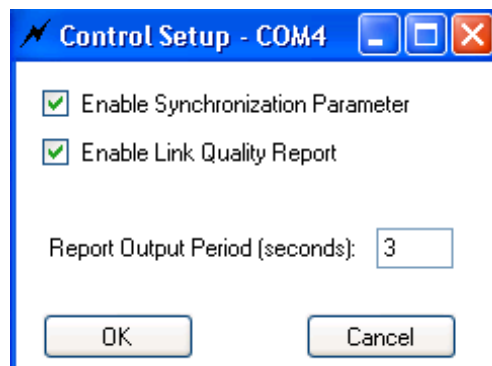 Control Setup - COM4
Enable Synchronization Parameter
Enable Link Quality Report
Report Output Period (seconds): 3
OK Cancel